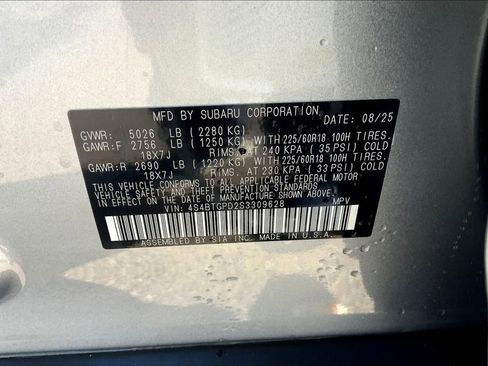 MFD BY SUBARU CORPORATION DATE: 08/25
GVWR: 5026 LB ( 2280 KG)
GAWR:F 2756 LB ( 1250 KG) WITH 225/60R18 100H TIRES.
18X7J RIMS. AT 240 KPA ( 35 PSI) COLD
GAWR:R 2690 LB ( 1220 KG) WITH 225/60R18 100H TIRES.
18X7J RIMS. AT 230 KPA ( 33 PSI) COLD
THIS VEHICLE CONFORMS TO ALL APPLICABLE FEDERAL MOTOR
VEHICLE SAFETY, BUMPER, AND THEFT PREVENTION STANDARDS
IN EFFECT ON THE DATE OF MANUFACTURE SHOWN ABOVE.
VIN: 4S4BTGPD2S3309628 MPV
ASSEMBLED BY SIA INC. MADE IN U.S.A.